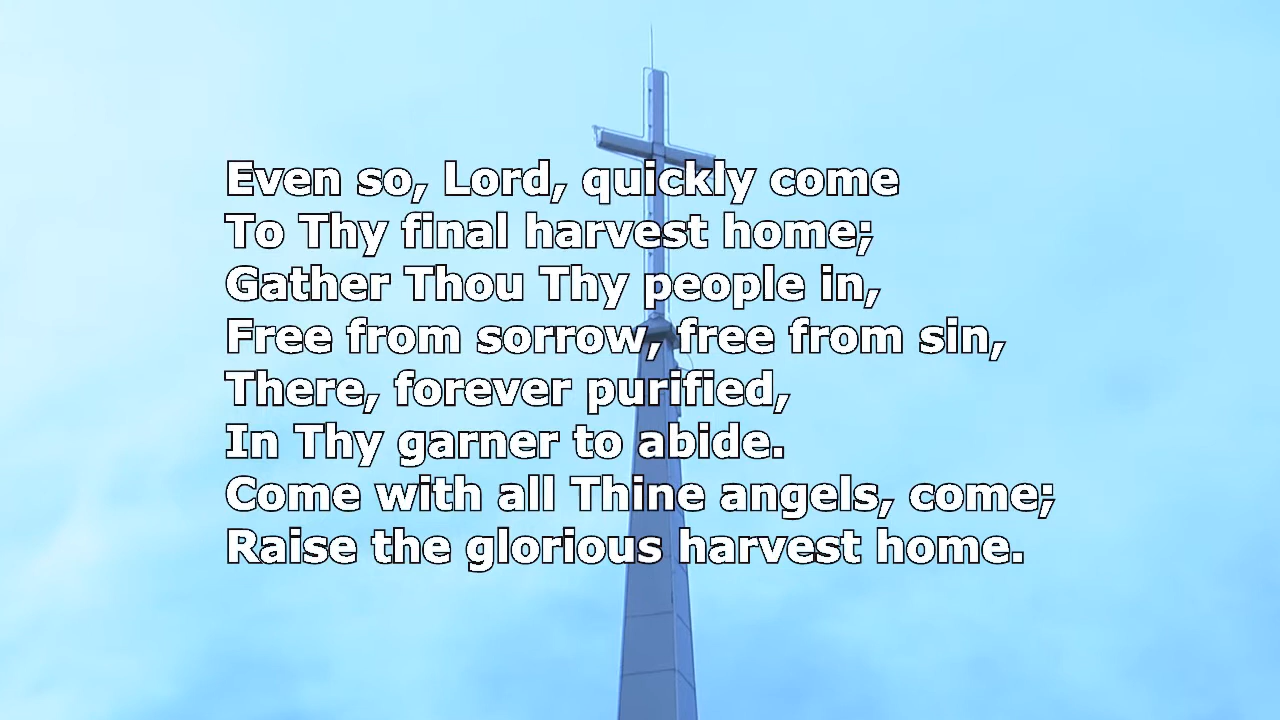 Even so, Lord, quickly come
To Thy final harvest home;
Gather Thou Thy people in,
Free from sorrow, free from sin,
There, forever purified,
In Thy garner to abide.
Come with all Thine angels, come;
Raise the glorious harvest home.